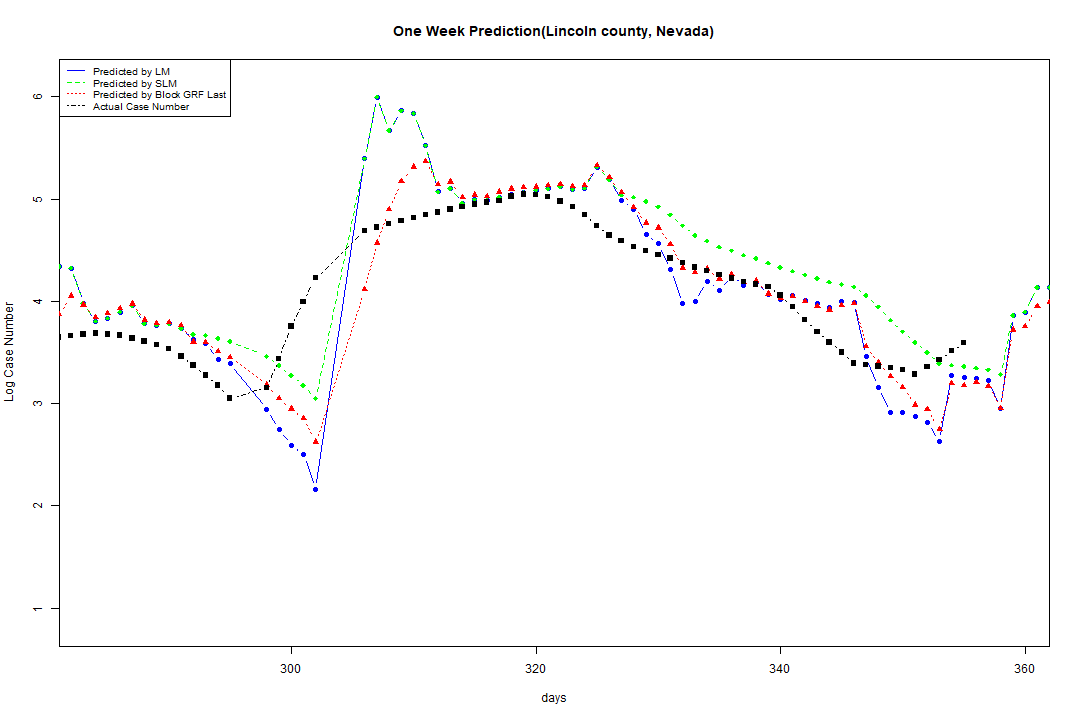 One Week Prediction(Lincoln county, Nevada)
Predicted by LM
Predicted by SLM
Predicted by Block GRF Last
Actual Case Number
6
5
4
3
2
1
Log Case Number
300 320 340 360
days